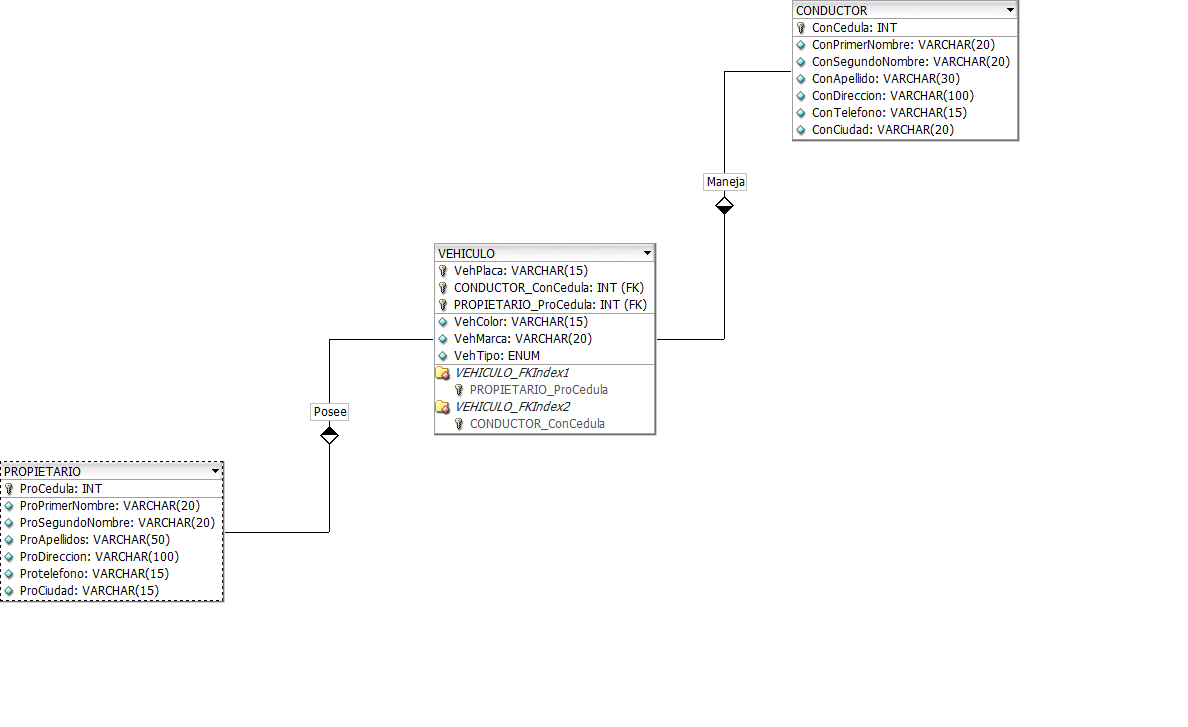 CONDUCTOR
ConCedula: INT
ConPrimerNombre: VARCHAR(20)
ConSegundoNombre: VARCHAR(20)
ConApellido: VARCHAR(30)
ConDireccion: VARCHAR(100)
ConTelefono: VARCHAR(15)
ConCiudad: VARCHAR(20)
Maneja
VEHICULO
VehPlaca: VARCHAR(15)
CONDUCTOR_ConCedula: INT (FK)
PROPIETARIO_ProCedula: INT (FK)
VehColor: VARCHAR(15)
VehMarca: VARCHAR(20)
VehTipo: ENUM
VEHICULO_FKIndex1
PROPIETARIO_ProCedula
VEHICULO_FKIndex2
CONDUCTOR_ConCedula
Posee
PROPIETARIO
ProCedula: INT
ProPrimerNombre: VARCHAR(20)
ProSegundoNombre: VARCHAR(20)
ProApellidos: VARCHAR(50)
ProDireccion: VARCHAR(100)
Protelefono: VARCHAR(15)
ProCiudad: VARCHAR(15)